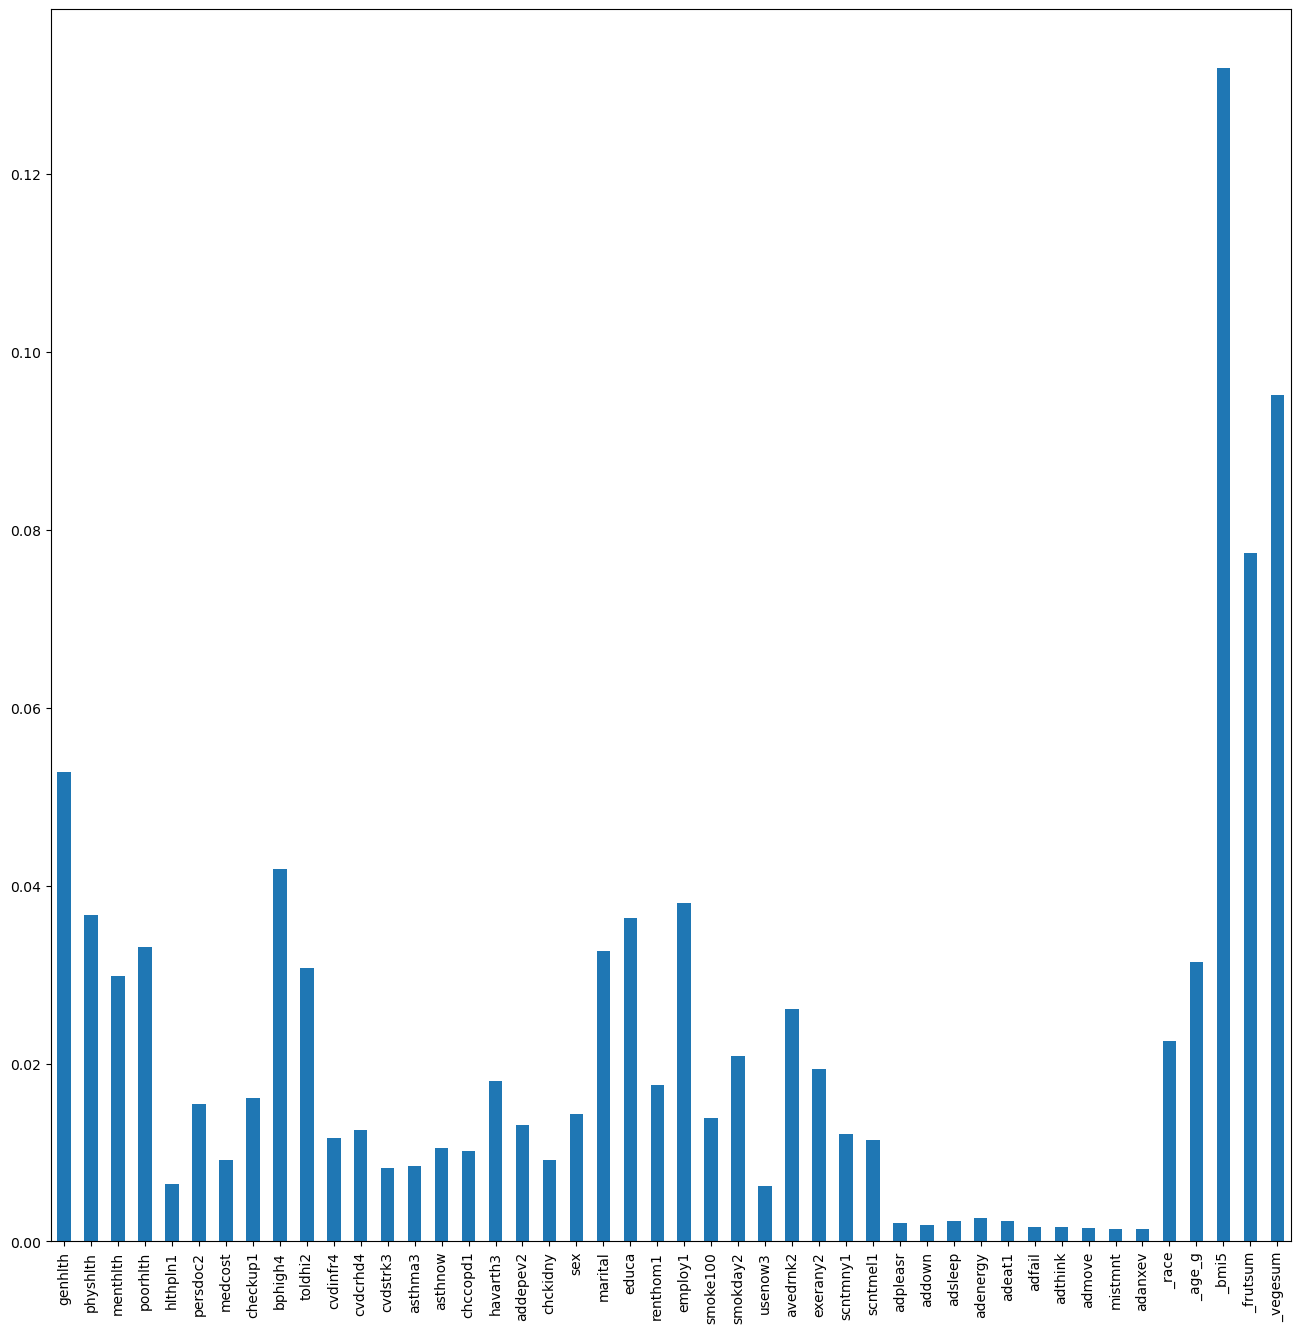 0.12
0.10
0.08
0.06
0.04
0.02
0.00
genhlth
physhlth
menthlth
poorhlth
hlthpln1
persdoc2
medcost
checkup1
bphigh4
toldhi2
cvdinfr4
cvdcrhd4
cvdstrk3
asthma3
asthnow
chccopd1
havarth3
addepev2
chckidny
sex
marital
educa
renthom1
employ1
smoke100
smokday2
usenow3
avedrnk2
exerany2
scntmny1
scntmel1
adpleasr
addown
adsleep
adenergy
adeat1
adfail
adthink
admove
mistmnt
adanxev
_race
_age_g
_bmi5
_frutsum
_vegesum